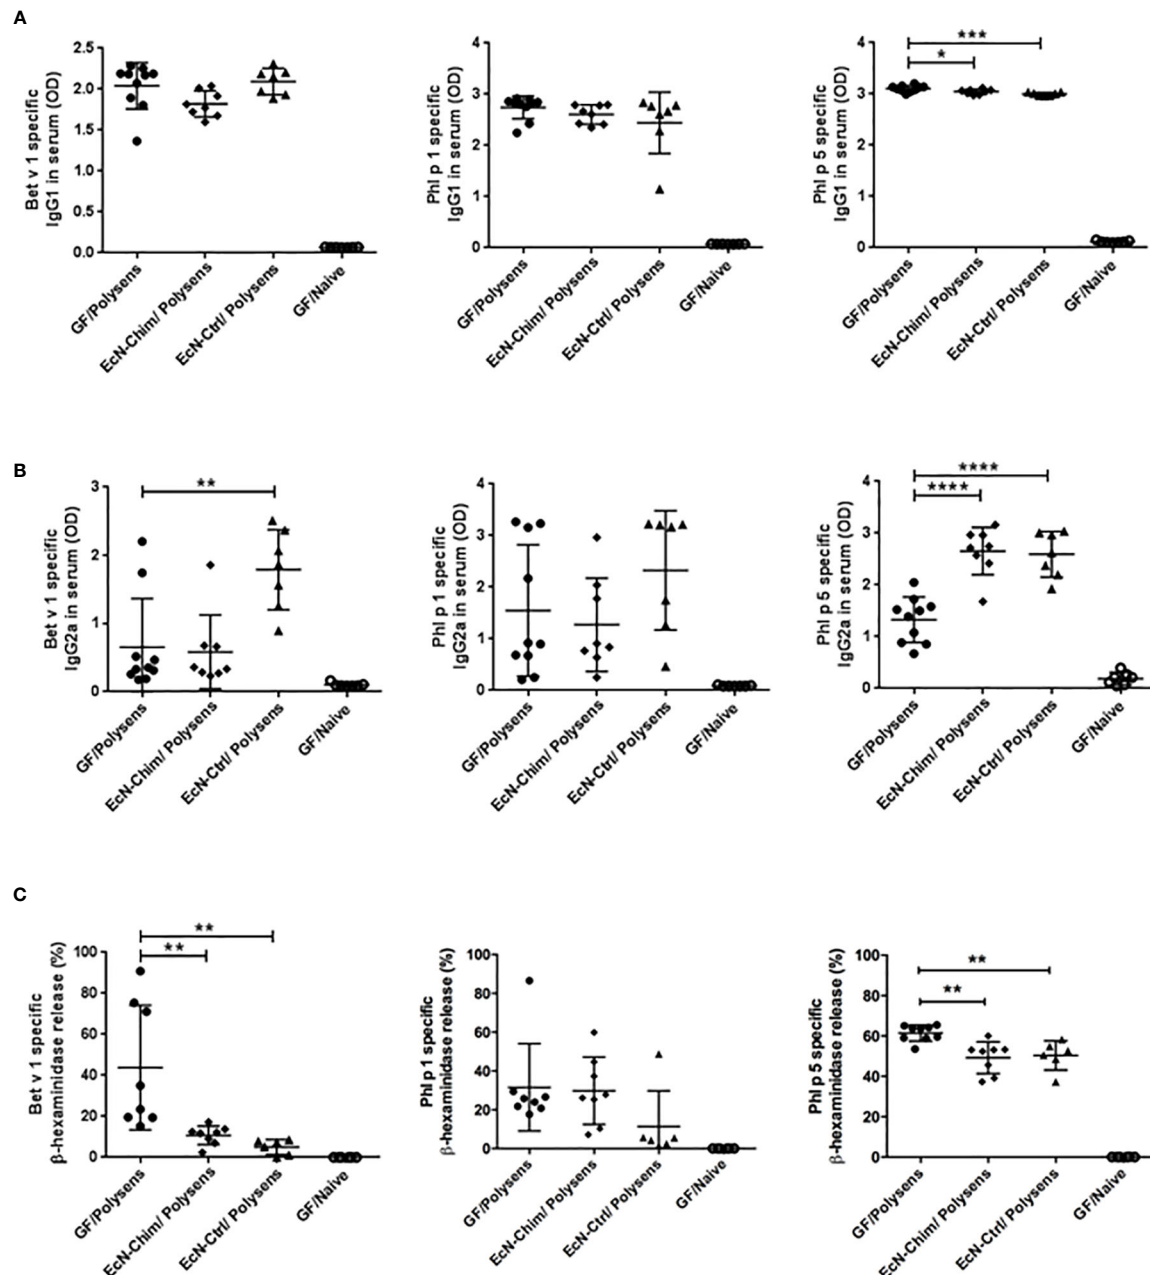 A
Bet v 1 specific
IgG1 in serum (OD)
2.5
2.0
1.5
1.0
0.5
0.0
GF/Polysens
EcN-Chim/ Polysens
EcN-Ctrl/ Polysens
GF/Naive
Phl p 1 specific
IgG1 in serum (OD)
4
3
2
1
0
GF/Polysens
EcN-Chim/ Polysens
EcN-Ctrl/ Polysens
GF/Naive
Phl p 5 specific
IgG1 in serum (OD)
4
3
2
1
0
***
*
GF/Polysens
EcN-Chim/ Polysens
EcN-Ctrl/ Polysens
GF/Naive
B
Bet v 1 specific
IgG2a in serum (OD)
3
2
1
0
**
GF/Polysens
EcN-Chim/ Polysens
EcN-Ctrl/ Polysens
GF/Naive
Phl p 1 specific
IgG2a in serum (OD)
4
3
2
1
0
GF/Polysens
EcN-Chim/ Polysens
EcN-Ctrl/ Polysens
GF/Naive
Phl p 5 specific
IgG2a in serum (OD)
4
3
2
1
0
****
****
GF/Polysens
EcN-Chim/ Polysens
EcN-Ctrl/ Polysens
GF/Naive
C
Bet v 1 specific
β-hexaminidase release (%)
100
80
60
40
20
0
**
**
GF/Polysens
EcN-Chim/ Polysens
EcN-Ctrl/ Polysens
GF/Naive
Phl p 1 specific
β-hexaminidase release (%)
100
80
60
40
20
0
GF/Polysens
EcN-Chim/ Polysens
EcN-Ctrl/ Polysens
GF/Naive
Phl p 5 specific
β-hexaminidase release (%)
100
80
60
40
20
0
**
**
GF/Polysens
EcN-Chim/ Polysens
EcN-Ctrl/ Polysens
GF/Naive